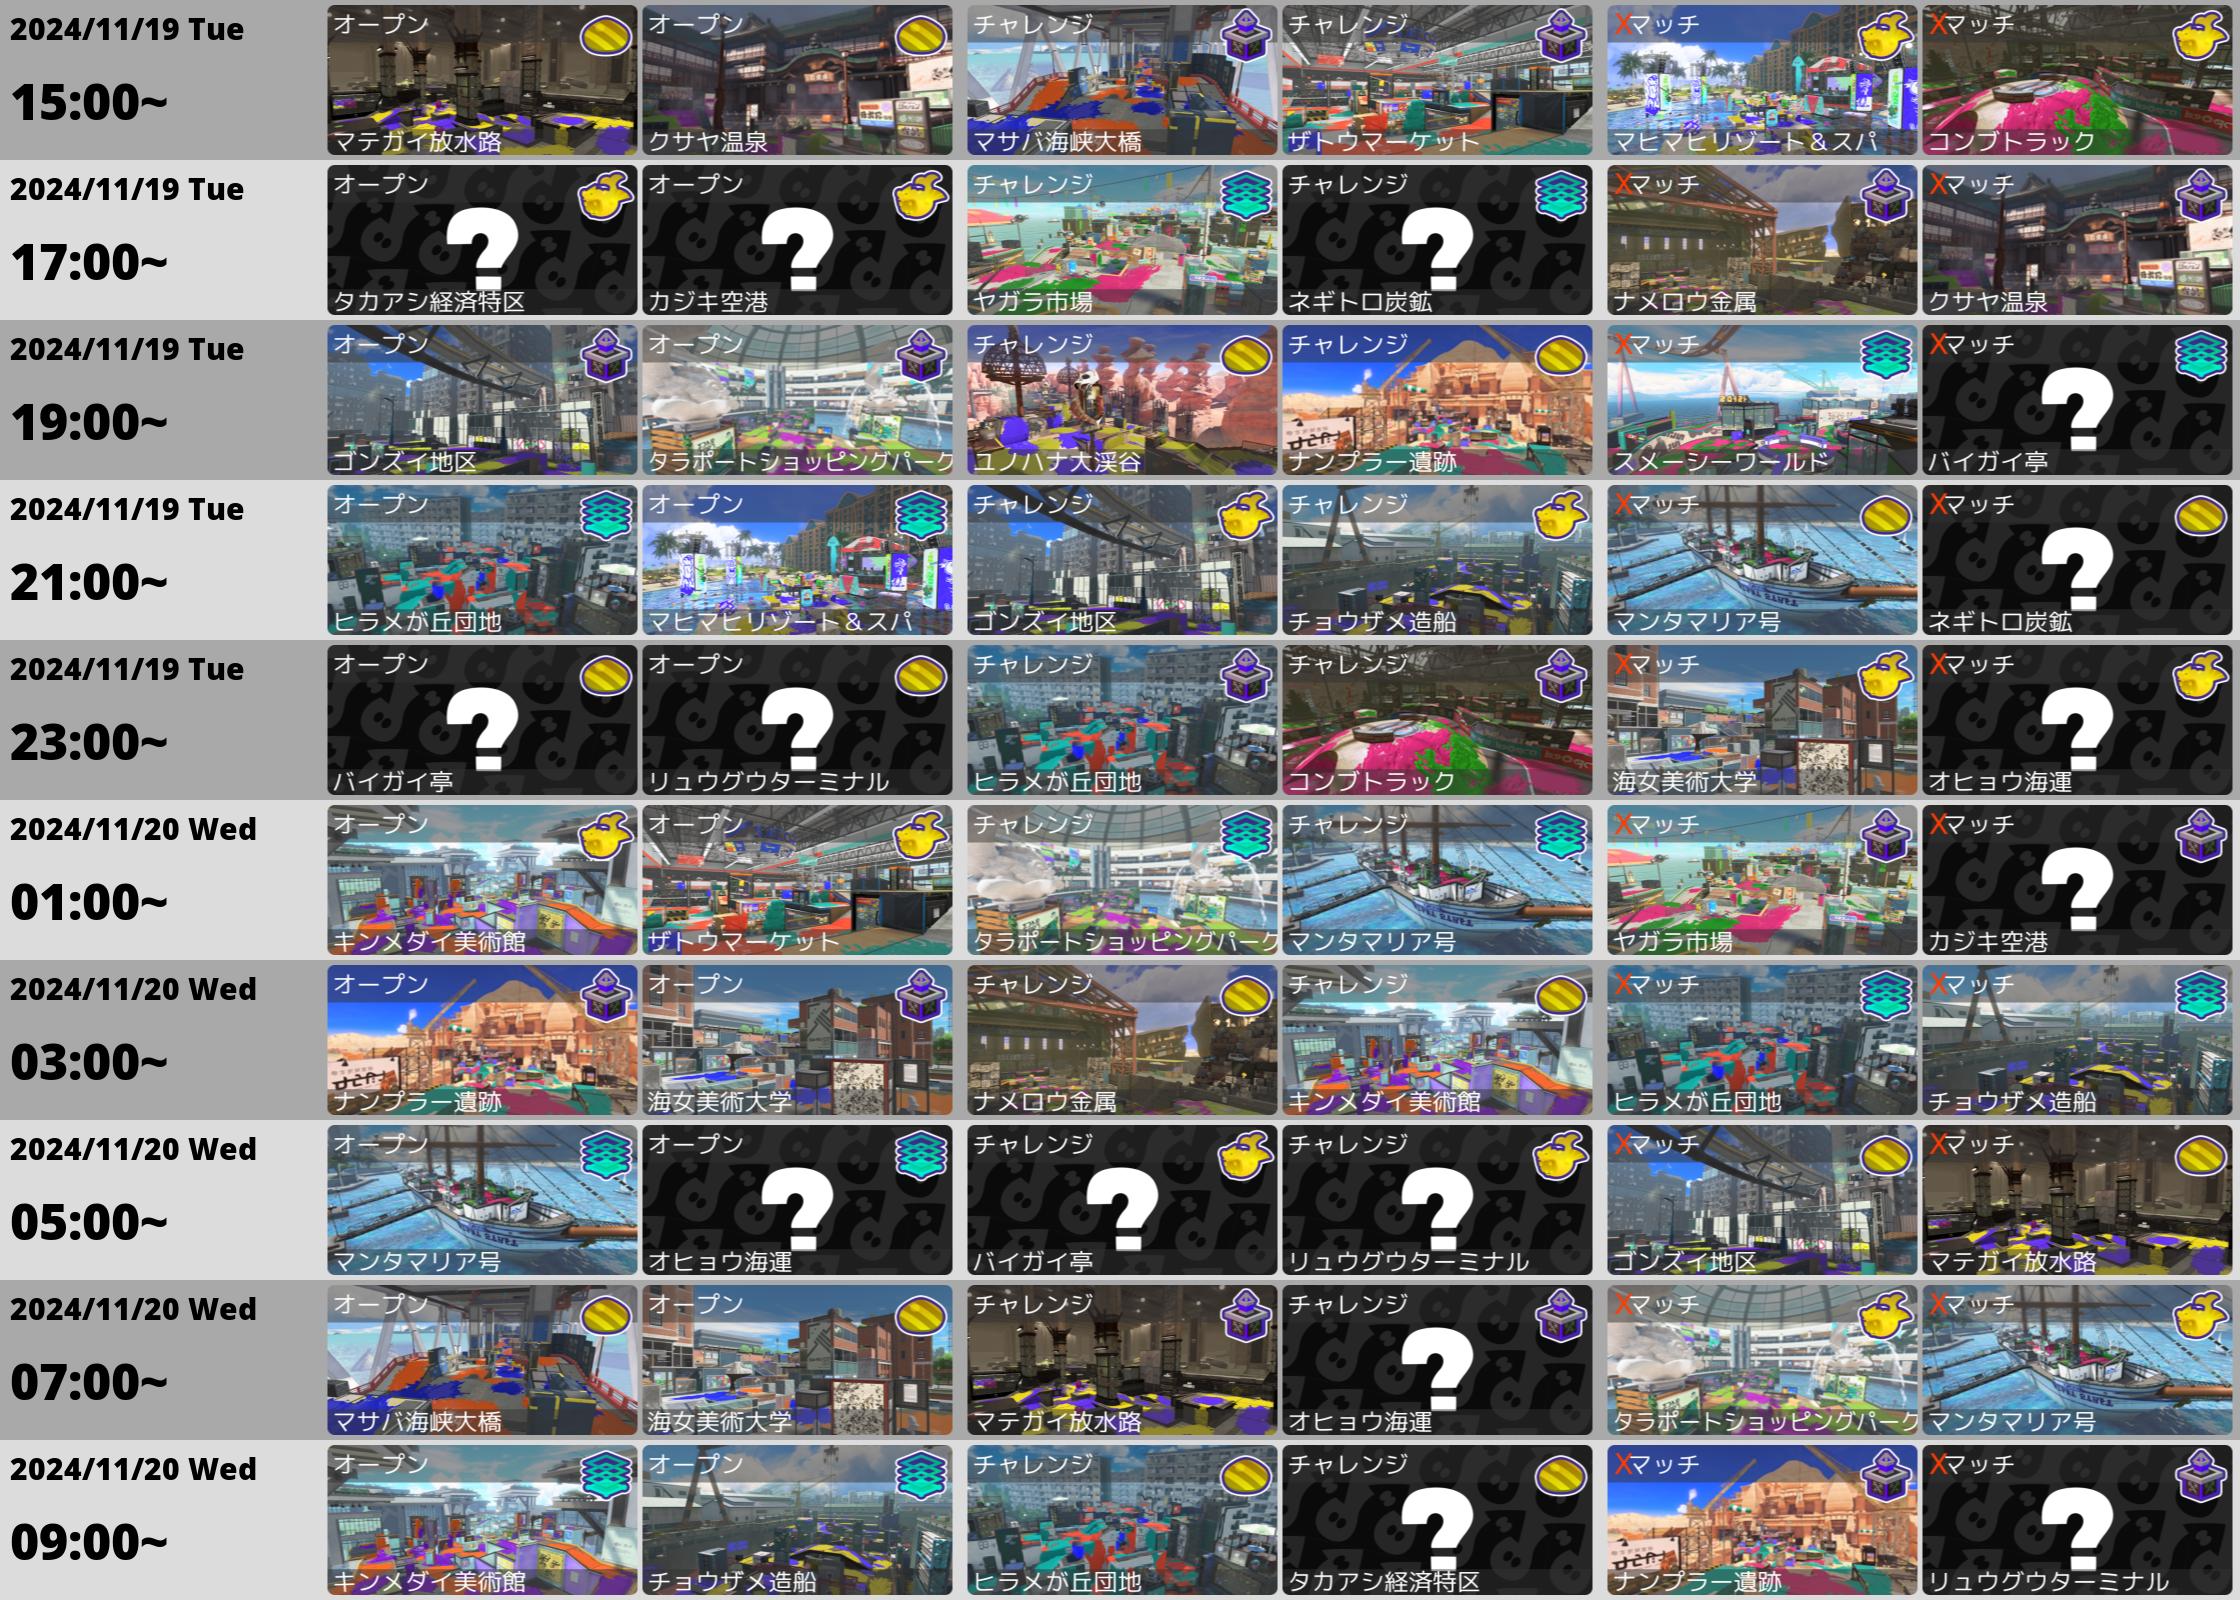 2024/11/19 Tue
15:00~
オープン
マテガイ放水路
オープン
クサヤ温泉
チャレンジ
マサバ海峡大橋
チャレンジ
ザトウマーケット
Xマッチ
マヒマヒリゾート＆スパ
Xマッチ
コンブトラック
2024/11/19 Tue
17:00~
オープン
?
タカアシ経済特区
オープン
?
カジキ空港
チャレンジ
ヤガラ市場
チャレンジ
?
ネギトロ炭鉱
Xマッチ
ナメロウ金属
Xマッチ
クサヤ温泉
2024/11/19 Tue
19:00~
オープン
ゴンズイ地区
オープン
タラポートショッピングパーク
チャレンジ
ユノハナ大渓谷
チャレンジ
ナンプラー遺跡
Xマッチ
スメーシーワールド
Xマッチ
?
バイガイ亭
2024/11/19 Tue
21:00~
オープン
ヒラメが丘団地
オープン
マヒマヒリゾート＆スパ
チャレンジ
ゴンズイ地区
チャレンジ
チョウザメ造船
Xマッチ
マンタマリア号
Xマッチ
?
ネギトロ炭鉱
2024/11/19 Tue
23:00~
オープン
?
バイガイ亭
オープン
?
リュウグウターミナル
チャレンジ
ヒラメが丘団地
チャレンジ
コンブトラック
Xマッチ
海女美術大学
Xマッチ
?
オヒョウ海運
2024/11/20 Wed
01:00~
オープン
キンメダイ美術館
オープン
ザトウマーケット
チャレンジ
タラポートショッピングパーク
チャレンジ
マンタマリア号
Xマッチ
ヤガラ市場
Xマッチ
?
カジキ空港
2024/11/20 Wed
03:00~
オープン
ナンプラー遺跡
オープン
海女美術大学
チャレンジ
ナメロウ金属
チャレンジ
キンメダイ美術館
Xマッチ
ヒラメが丘団地
Xマッチ
チョウザメ造船
2024/11/20 Wed
05:00~
オープン
マンタマリア号
オープン
?
オヒョウ海運
チャレンジ
?
バイガイ亭
チャレンジ
?
リュウグウターミナル
Xマッチ
ゴンズイ地区
Xマッチ
マテガイ放水路
2024/11/20 Wed
07:00~
オープン
マサバ海峡大橋
オープン
海女美術大学
チャレンジ
マテガイ放水路
チャレンジ
?
オヒョウ海運
Xマッチ
タラポートショッピングパーク
Xマッチ
マンタマリア号
2024/11/20 Wed
09:00~
オープン
キンメダイ美術館
オープン
チョウザメ造船
チャレンジ
ヒラメが丘団地
チャレンジ
?
タカアシ経済特区
Xマッチ
ナンプラー遺跡
Xマッチ
?
リュウグウターミナル